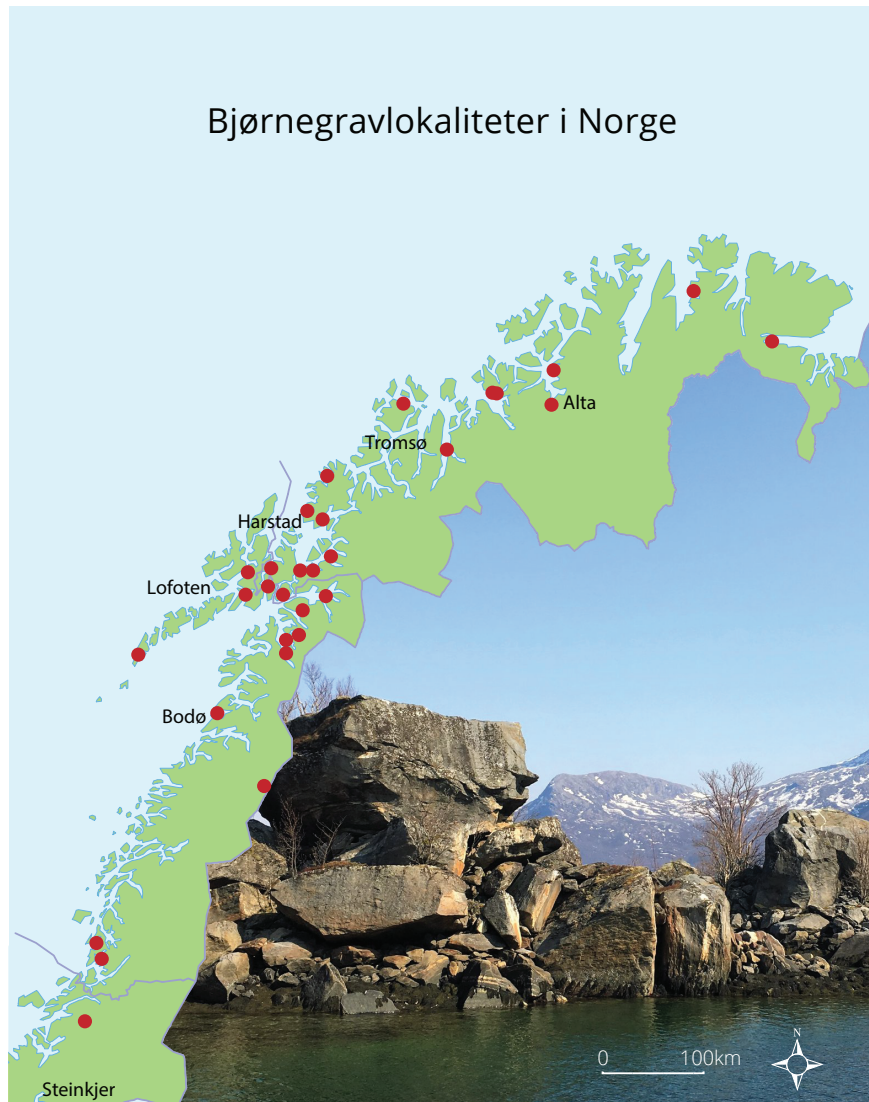 Bjørnegravlokaliteter i Norge
Alta
Tromsø
Harstad
Lofoten
Bodø
0 100km
N
Steinkjer